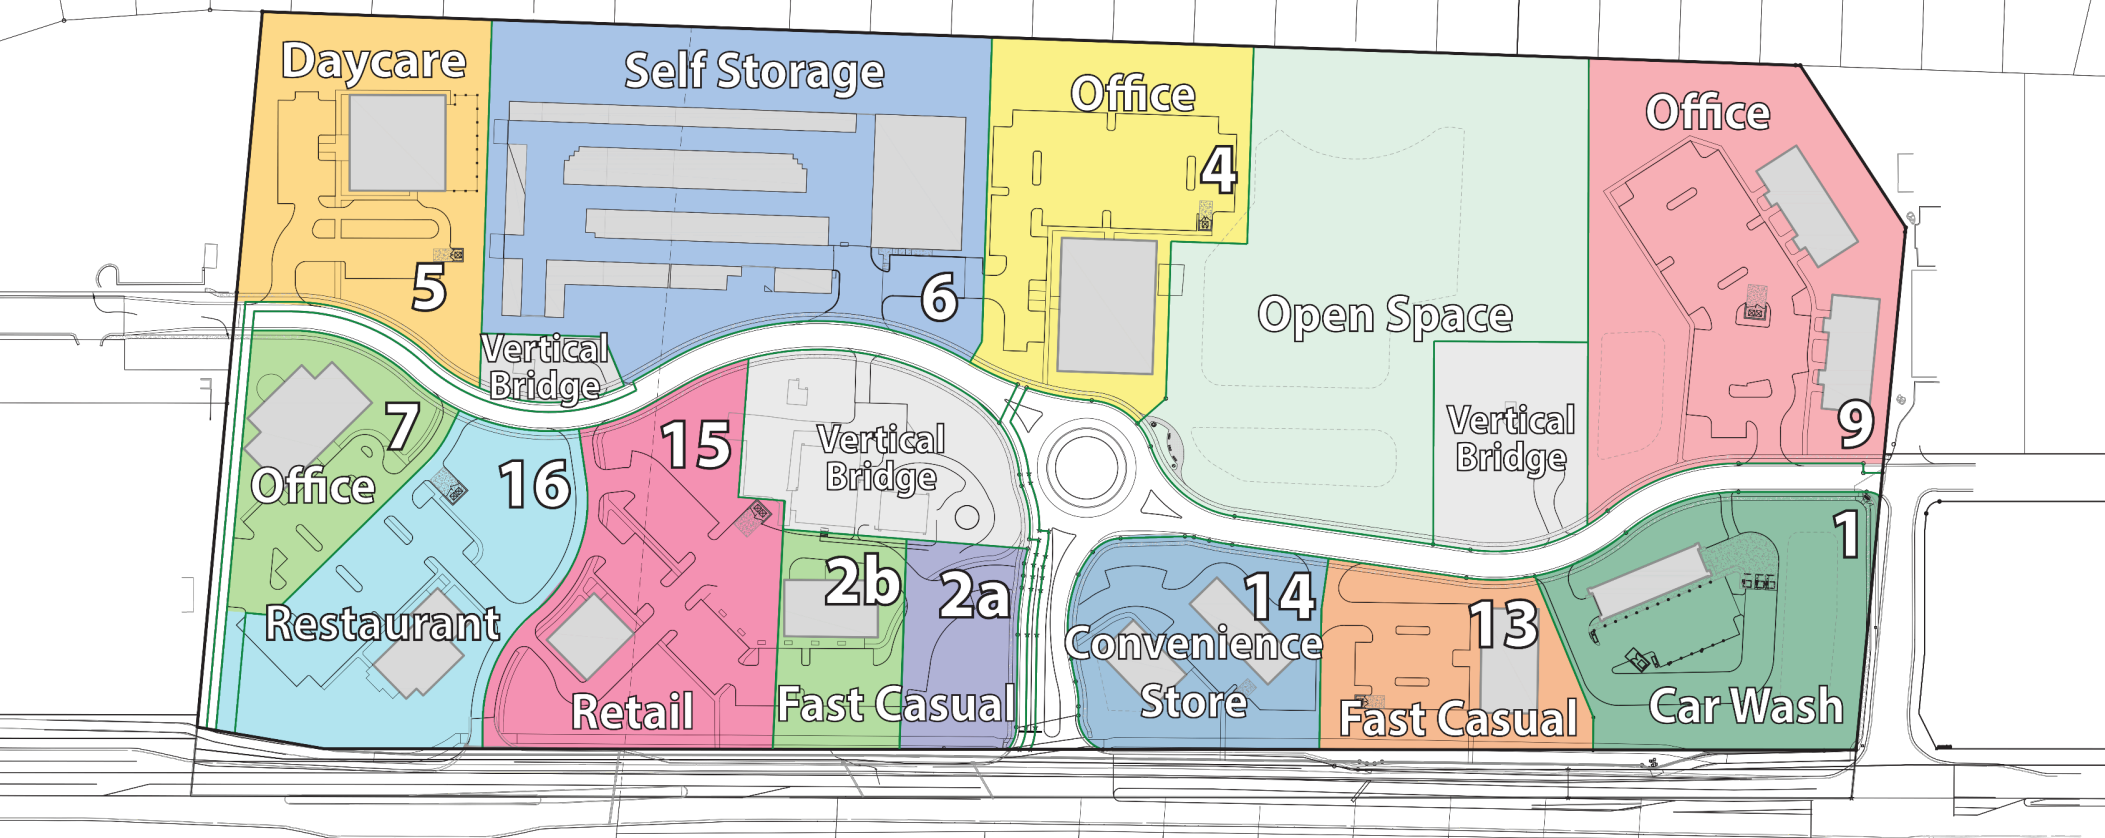 Daycare
5
Self Storage
6
Office
4
Open Space
Office
9
Vertical
Bridge
Vertical
Bridge
Vertical
Bridge
7
Office
16
Restaurant
15
Retail
2b
2a
Fast Casual
14
Convenience
Store
13
Fast Casual
1
Car Wash